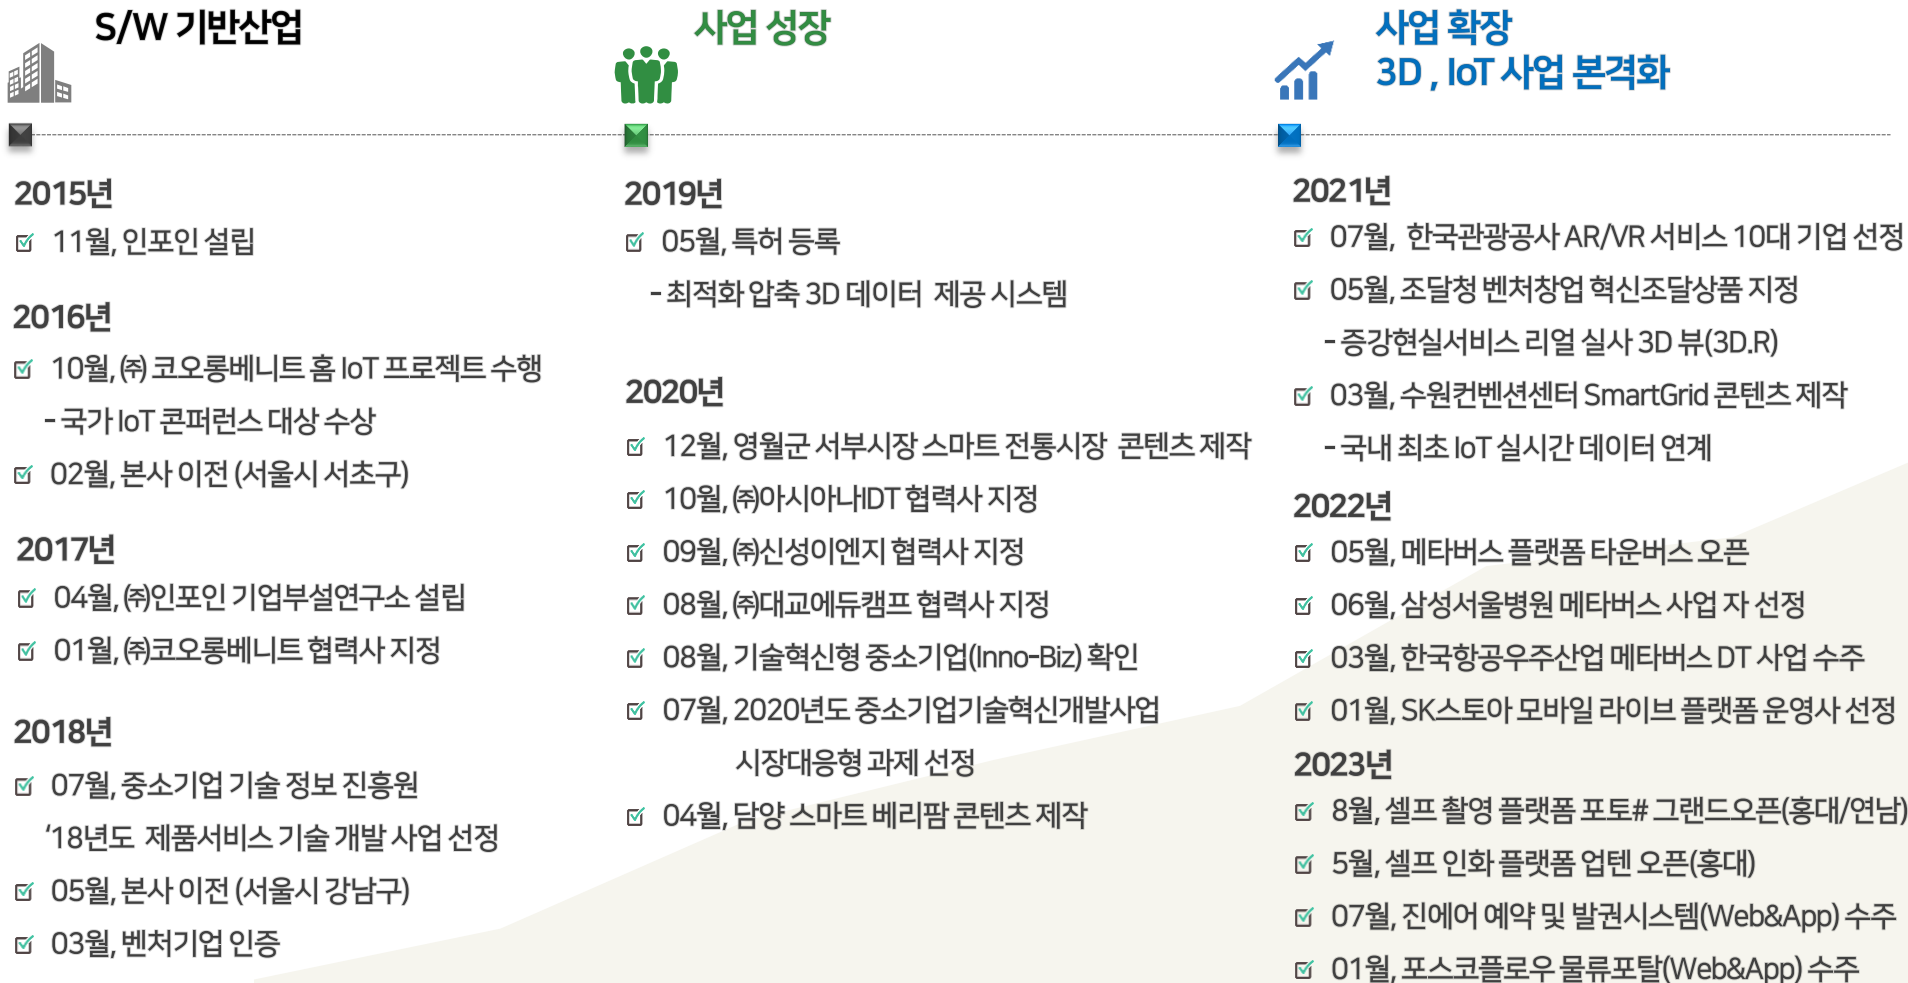 S/W 기반산업
2015년
11월, 인포인 설립
2016년
10월, ㈜ 코오롱베니트 홈 IoT 프로젝트 수행
- 국가 IoT 콘퍼런스 대상 수상
02월, 본사 이전 (서울시 서초구)
2017년
04월, ㈜인포인 기업부설연구소 설립
01월, ㈜코오롱베니트 협력사 지정
2018년
07월, 중소기업 기술 정보 진흥원
‘18년도 제품서비스 기술 개발 사업 선정
05월, 본사 이전 (서울시 강남구)
03월, 벤처기업 인증
사업 성장
2019년
05월, 특허 등록
- 최적화 압축 3D 데이터 제공 시스템
2020년
12월, 영월군 서부시장 스마트 전통시장 콘텐츠 제작
10월, ㈜아시아나IDT 협력사 지정
09월, ㈜신성이엔지 협력사 지정
08월, ㈜대교에듀캠프 협력사 지정
08월, 기술혁신형 중소기업(Inno-Biz) 확인
07월, 2020년도 중소기업기술혁신개발사업
시장대응형 과제 선정
04월, 담양 스마트 베리팜 콘텐츠 제작
사업 확장
3D , IoT 사업 본격화
2021년
07월, 한국관광공사 AR/VR 서비스 10대 기업 선정
05월, 조달청 벤처창업 혁신조달상품 지정
- 증강현실서비스 리얼 실사 3D 뷰(3D.R)
03월, 수원컨벤션센터 SmartGrid 콘텐츠 제작
- 국내 최초 IoT 실시간 데이터 연계
2022년
05월, 메타버스 플랫폼 타운버스 오픈
06월, 삼성서울병원 메타버스 사업 자 선정
03월, 한국항공우주산업 메타버스 DT 사업 수주
01월, SK스토아 모바일 라이브 플랫폼 운영사 선정
2023년
8월, 셀프 촬영 플랫폼 포토# 그랜드오픈(홍대/연남)
5월, 셀프 인화 플랫폼 업텐 오픈(홍대)
07월, 진에어 예약 및 발권시스템(Web&App) 수주
01월, 포스코플로우 물류포탈(Web&App) 수주